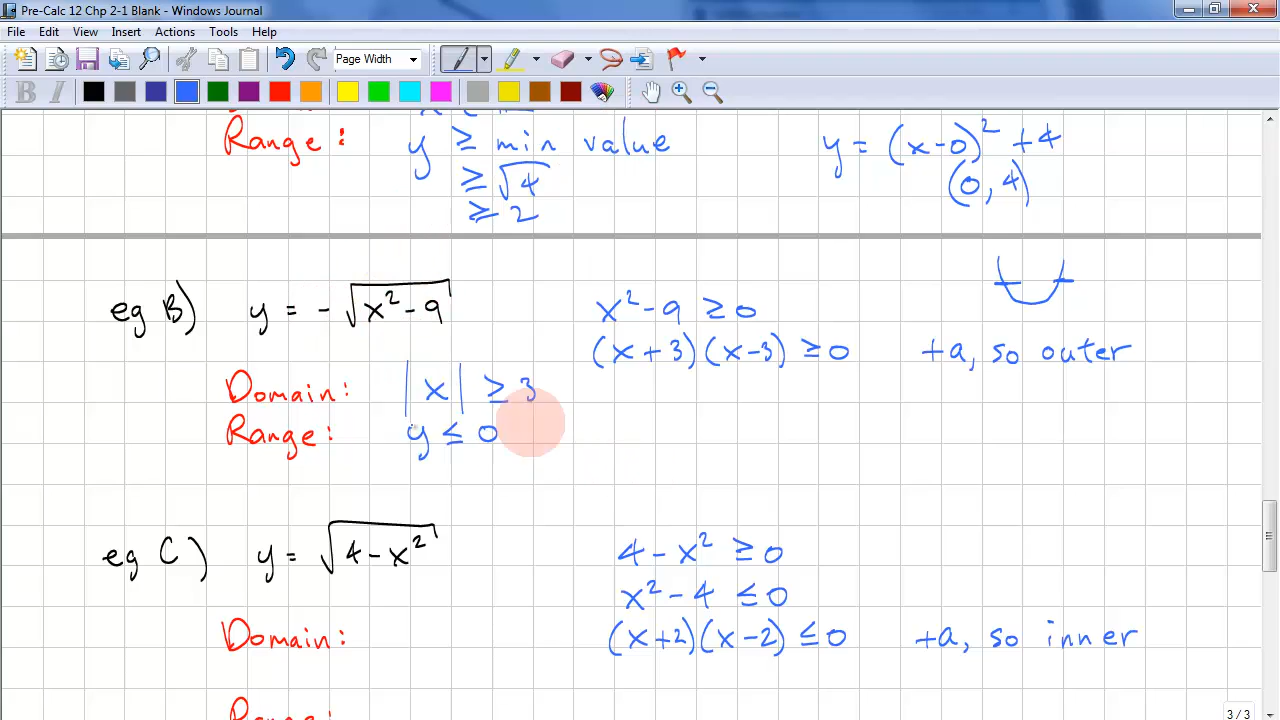 Pre-Calc 12 Chp 2-1 Blank - Windows Journal
File Edit View Insert Actions Tools Help
Page Width
B I
Range: y ≥ min value y = (x-0)² + 4
≥ √4 (0, 4)
≥ 2
eg B) y = -√(x² - 9) x² - 9 ≥ 0
(x + 3)(x - 3) ≥ 0 +a, so outer
Domain: |x| ≥ 3
Range: y ≤ 0
eg C) y = √(4 - x²) 4 - x² ≥ 0
x² - 4 ≤ 0
Domain: (x+2)(x-2) ≤ 0 +a, so inner
Range:
3 / 3